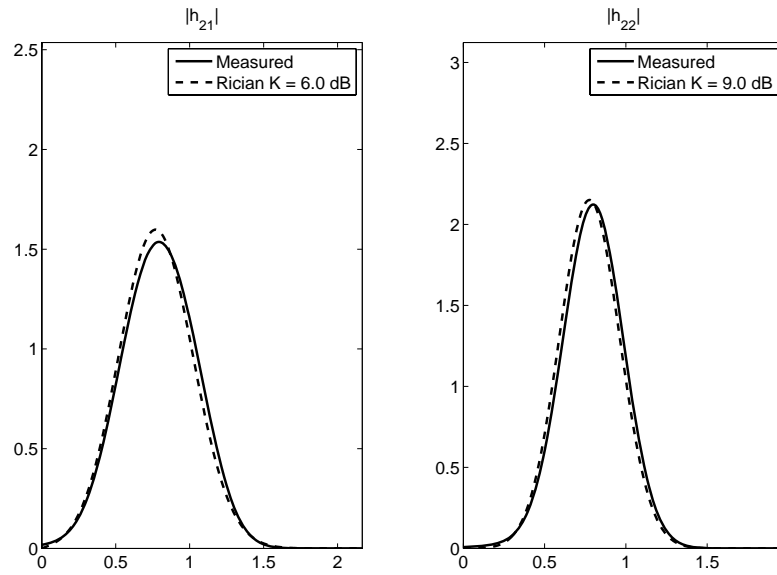 |h21|
2.5
2
1.5
1
0.5
0
0 0.5 1 1.5 2
Measured
Rician K = 6.0 dB
|h22|
3
2.5
2
1.5
1
0.5
0
0 0.5 1 1.5
Measured
Rician K = 9.0 dB